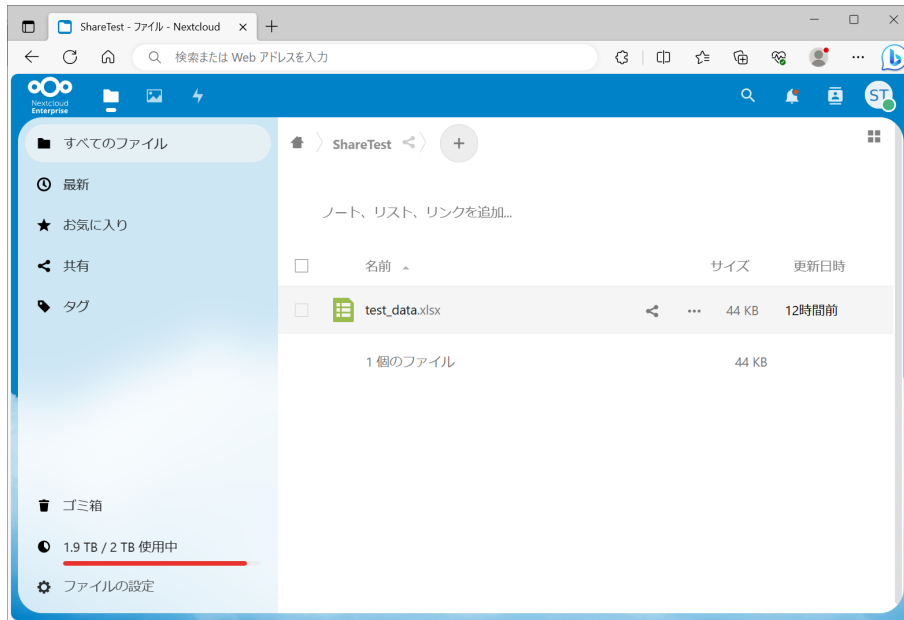 ShareTest - ファイル - Nextcloud
検索または Web アドレスを入力
Nextcloud
Enterprise
ST
すべてのファイル
ShareTest
最新
ノート、リスト、リンクを追加...
お気に入り
共有
名前 サイズ 更新日時
タグ
test_data.xlsx 44 KB 12時間前
1 個のファイル 44 KB
ゴミ箱
1.9 TB / 2 TB 使用中
ファイルの設定